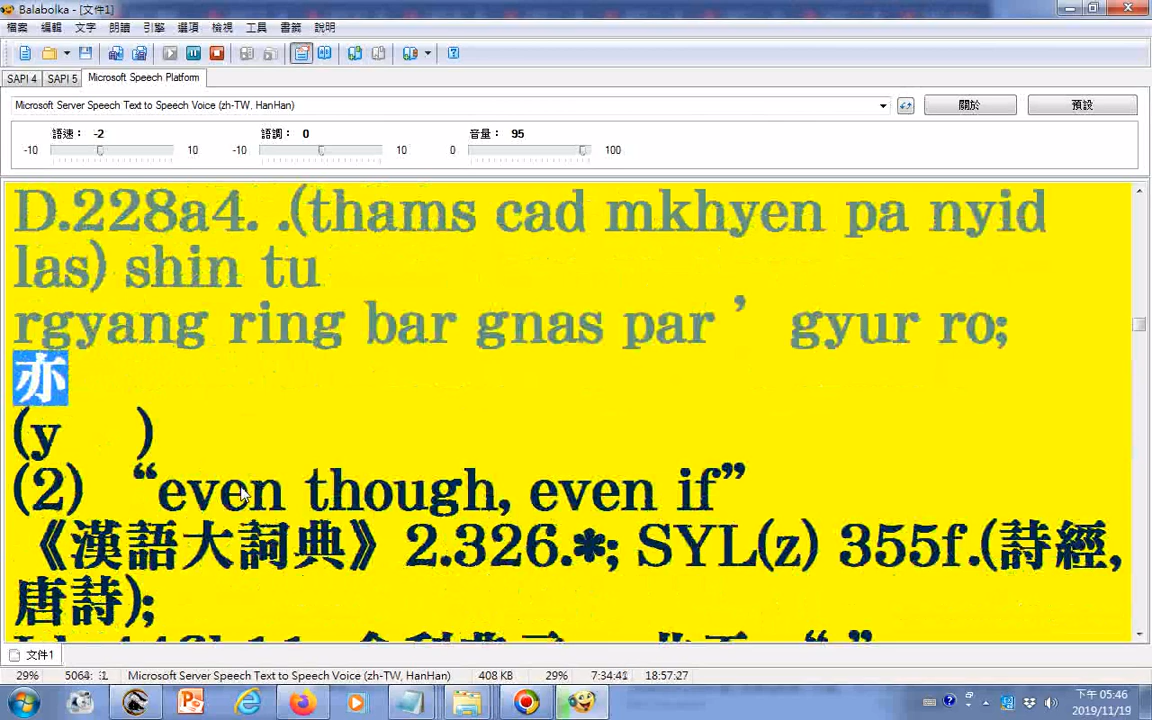 Balabolka - [文件1]
檔案 編輯 文字 朗讀 引擎 選項 檢視 工具 書籤 說明
SAPI 4 SAPI 5 Microsoft Speech Platform
Microsoft Server Speech Text to Speech Voice (zh-TW, HanHan) 關於 預設
語速： -2 語調： 0 音量： 95
-10 10 -10 10 0 100
D.228a4. .(thams cad mkhyen pa nyid
las) shin tu
rgyang ring bar gnas par ’ gyur ro;
亦
(y )
(2) “even though, even if”
《漢語大詞典》 2.326.*; SYL(z) 355f.(詩經,
唐詩);
文件1
29% 5064: 1 Microsoft Server Speech Text to Speech Voice (zh-TW, HanHan) 408 KB 29% 7:34:41 18:57:27
下午 05:46
2019/11/19